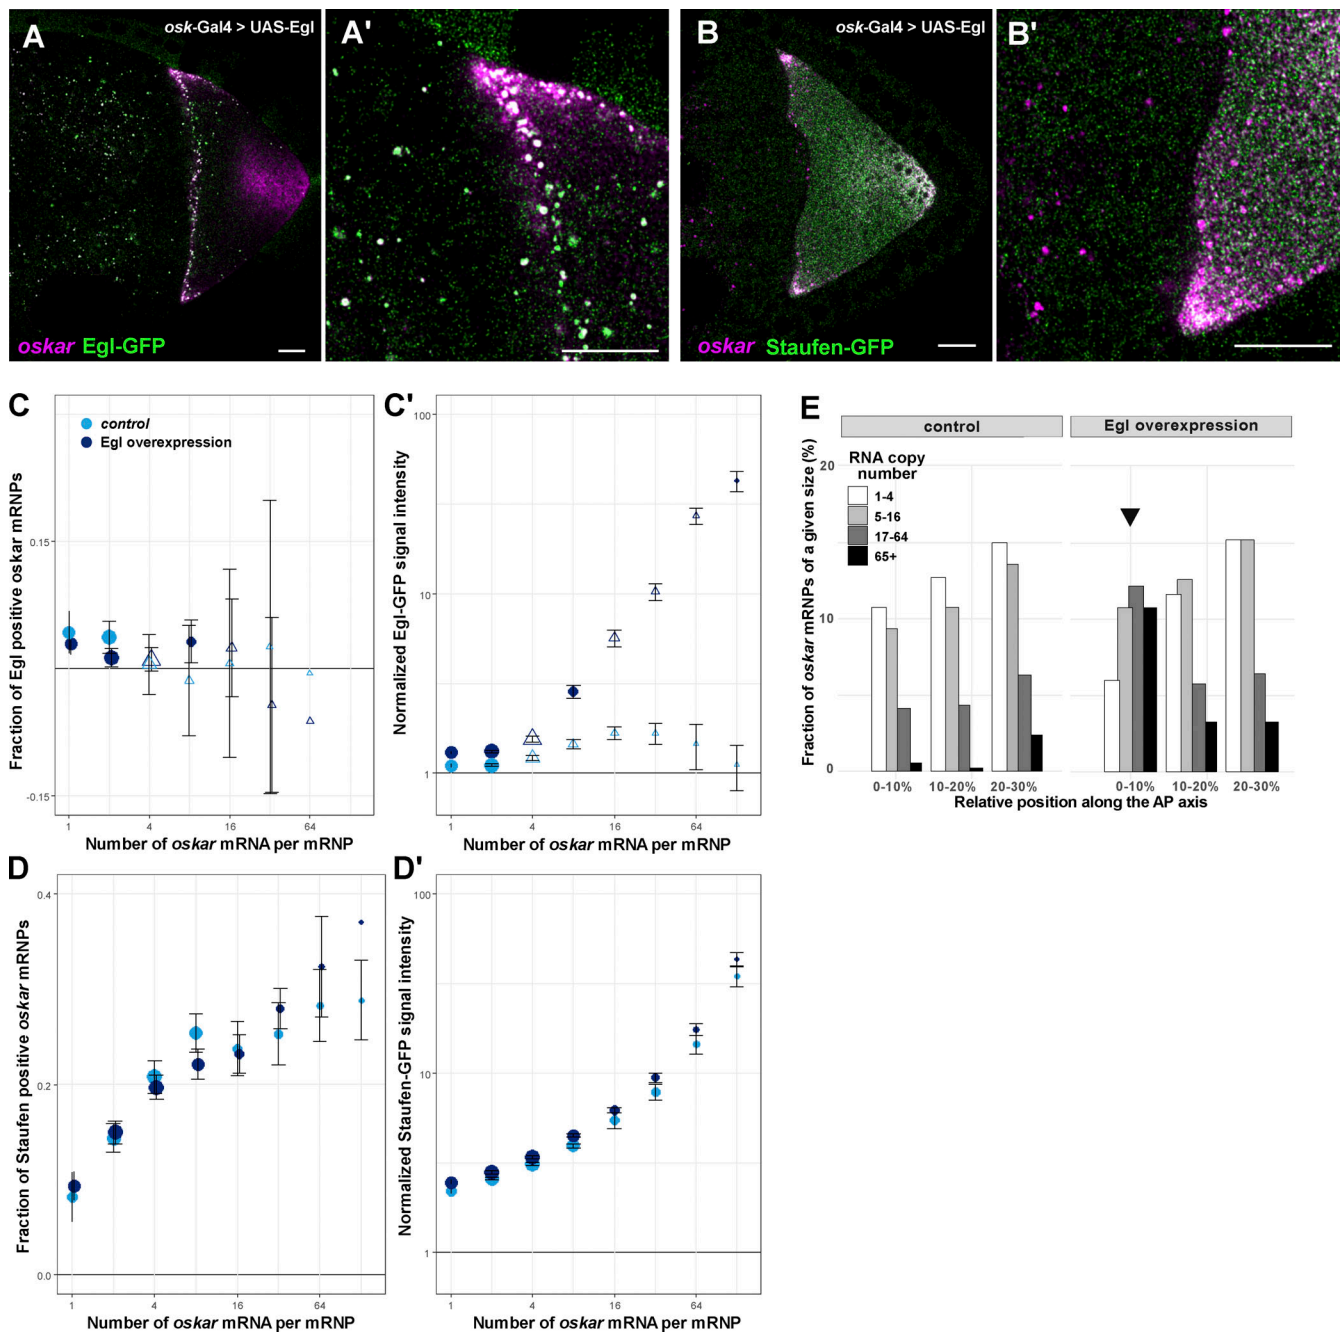 A
osk-Gal4 > UAS-Egl
A'
B
osk-Gal4 > UAS-Egl
B'
oskar Egl-GFP
oskar Staufen-GFP
C
control
Egl overexpression
Fraction of Egl positive oskar mRNPs
0.15
-0.15
1
4
16
64
Number of oskar mRNA per mRNP
C'
Normalized Egl-GFP signal intensity
100
10
1
1
4
16
64
Number of oskar mRNA per mRNP
E
control
Egl overexpression
Fraction of oskar mRNPs of a given size (%)
20
10
0
RNA copy
number
1-4
5-16
17-64
65+
0-10%
10-20%
20-30%
0-10%
10-20%
20-30%
Relative position along the AP axis
D
Fraction of Staufen positive oskar mRNPs
0.4
0.2
0.0
1
4
16
64
Number of oskar mRNA per mRNP
D'
Normalized Staufen-GFP signal intensity
100
10
1
1
4
16
64
Number of oskar mRNA per mRNP